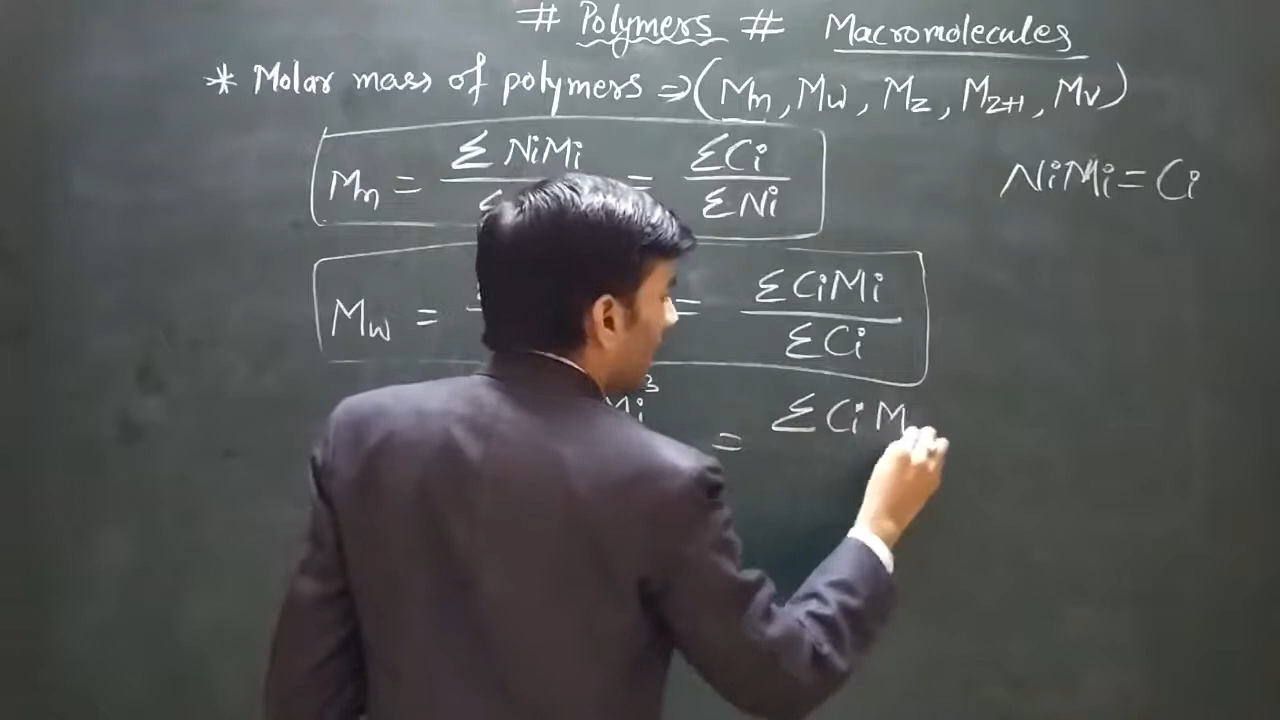 # Polymers # Macromolecules
* Molar mass of polymers ⇒ (Mn, Mw, Mz, Mz+1, Mv)
Mn = ΣNiMi / Σ = ΣCi / ΣNi
NiMi = Ci
Mw = = ΣCiMi / ΣCi
Mi³ = ΣCiM